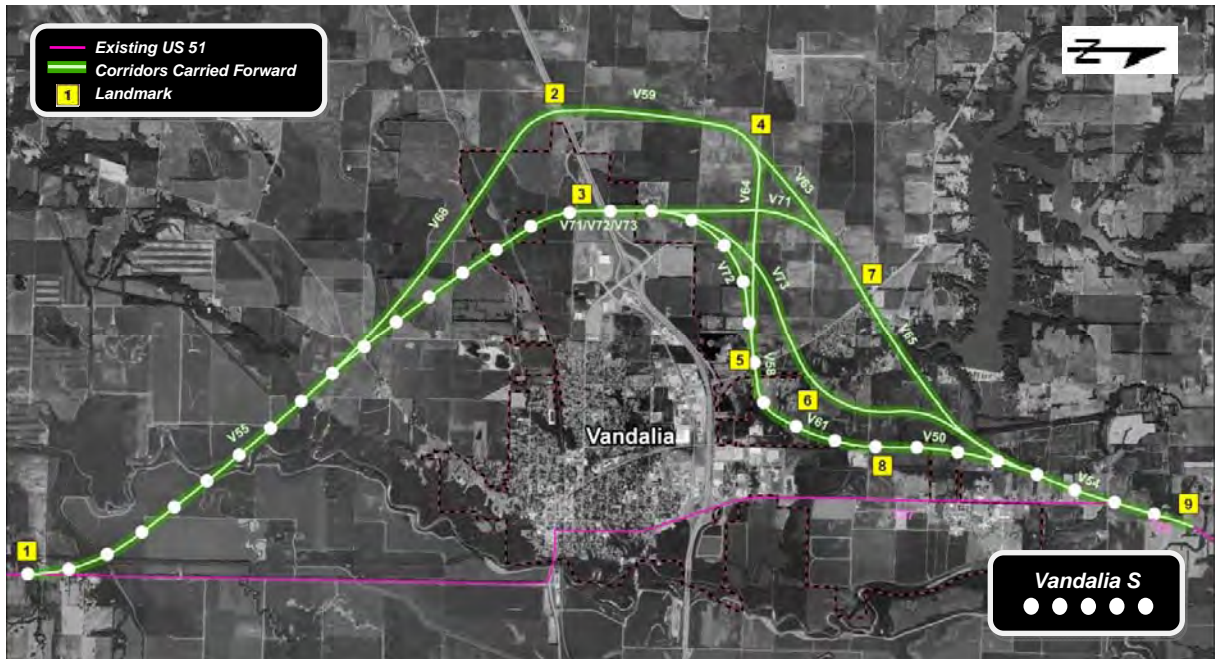 Existing US 51
Corridors Carried Forward
1 Landmark
Z
2
V59
4
V68
3
V64
V63
V71
V71/V72/V73
V72
V73
7
V65
5
V58
6
V61
Vandalia
V50
8
V55
V54
9
1
Vandalia S